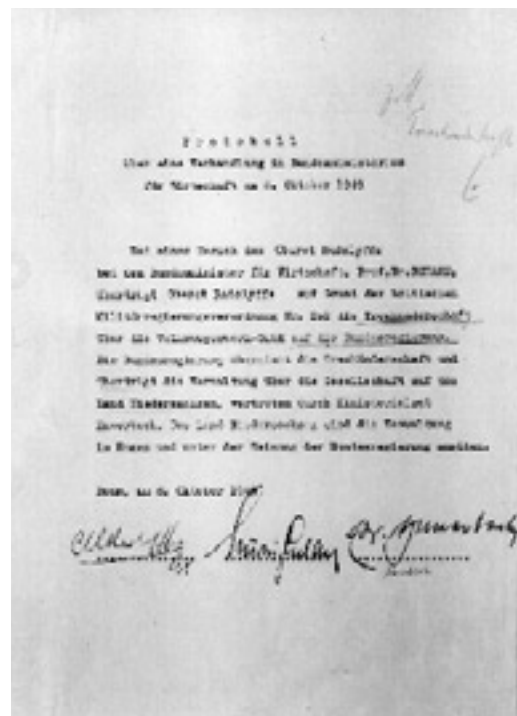 Protokoll
über eine Verhandlung im Bundesministerium
für Wirtschaft am 6. Oktober 1949
Bei einem Besuch des Oberst Radclyffe
bei dem Bundesminister für Wirtschaft, Prof. Dr. ERHARD,
überträgt Oberst Radclyffe auf Grund der britischen
Militärregierungsverordnung Nr. 202 die Treuhänderschaft
über die Volkswagenwerk-GmbH auf die Bundesregierung.
Die Bundesregierung übernimmt die Treuhänderschaft und
überträgt die Verwaltung über die Gesellschaft auf das
Land Niedersachsen, vertreten durch Ministerialrat
Land Niedersachsen wird die Verwaltung
im Namen und unter der Weisung der Bundesregierung ausüben.
Bonn, am 6. Oktober 1949